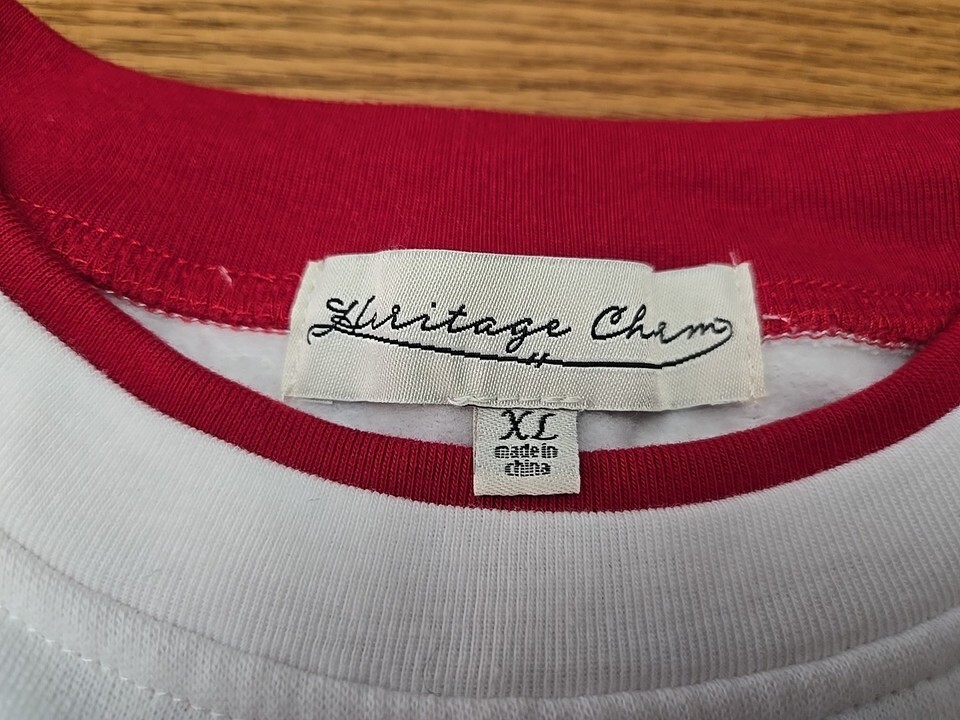 Heritage Charm
XL
made in
china